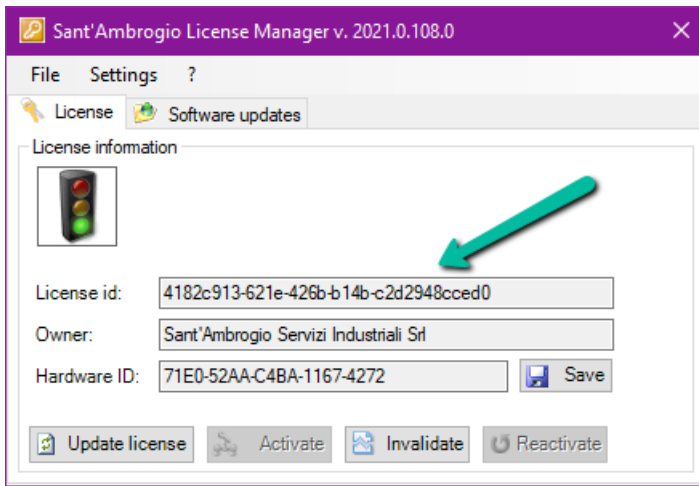 Sant'Ambrogio License Manager v. 2021.0.108.0
File Settings ?
License Software updates
License information
License id: 4182c913-621e-426b-b14b-c2d2948cced0
Owner: Sant'Ambrogio Servizi Industriali Srl
Hardware ID: 71E0-52AA-C4BA-1167-4272 Save
Update license Activate Invalidate Reactivate